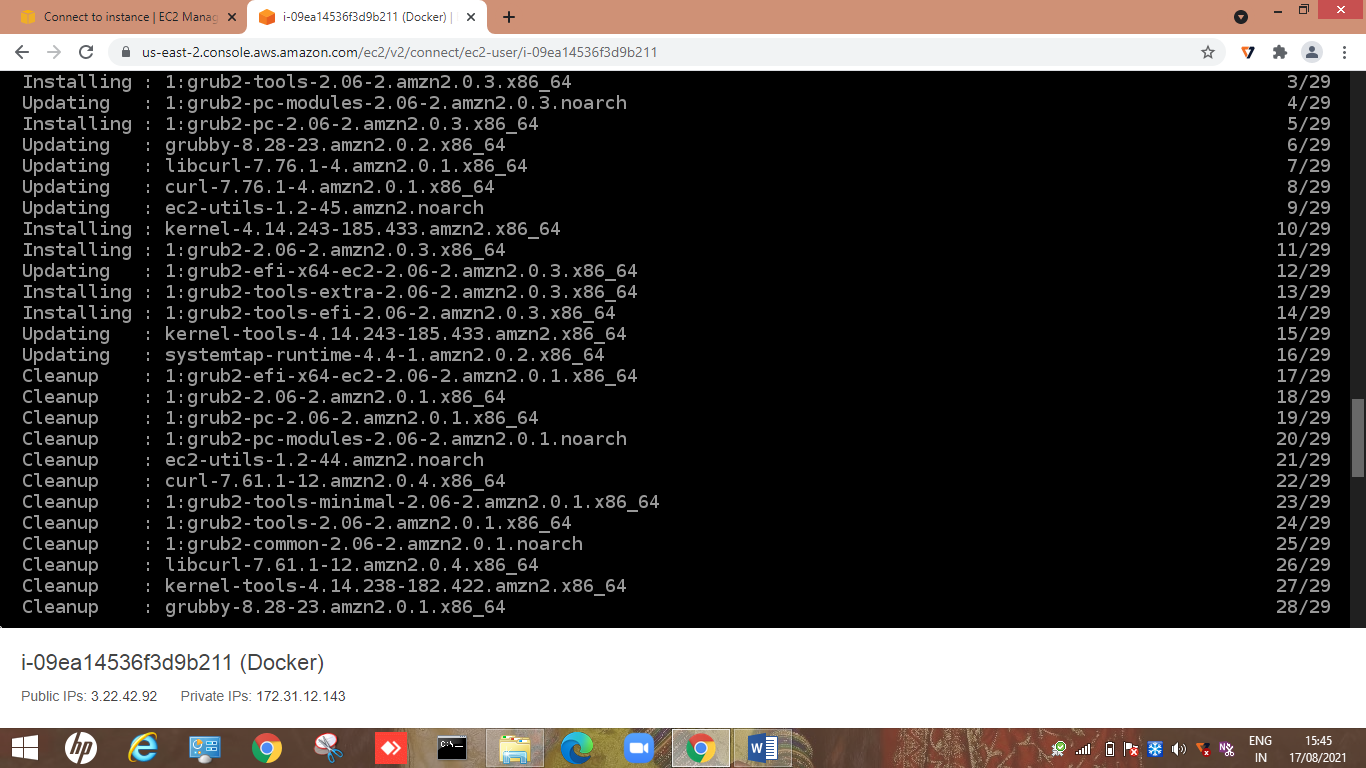 Connect to instance | EC2 Manag
i-09ea14536f3d9b211 (Docker) |
us-east-2.console.aws.amazon.com/ec2/v2/connect/ec2-user/i-09ea14536f3d9b211
Installing : 1:grub2-tools-2.06-2.amzn2.0.3.x86_64 3/29
Updating : 1:grub2-pc-modules-2.06-2.amzn2.0.3.noarch 4/29
Installing : 1:grub2-pc-2.06-2.amzn2.0.3.x86_64 5/29
Updating : grubby-8.28-23.amzn2.0.2.x86_64 6/29
Updating : libcurl-7.76.1-4.amzn2.0.1.x86_64 7/29
Updating : curl-7.76.1-4.amzn2.0.1.x86_64 8/29
Updating : ec2-utils-1.2-45.amzn2.noarch 9/29
Installing : kernel-4.14.243-185.433.amzn2.x86_64 10/29
Installing : 1:grub2-2.06-2.amzn2.0.3.x86_64 11/29
Updating : 1:grub2-efi-x64-ec2-2.06-2.amzn2.0.3.x86_64 12/29
Installing : 1:grub2-tools-extra-2.06-2.amzn2.0.3.x86_64 13/29
Installing : 1:grub2-tools-efi-2.06-2.amzn2.0.3.x86_64 14/29
Updating : kernel-tools-4.14.243-185.433.amzn2.x86_64 15/29
Updating : systemtap-runtime-4.4-1.amzn2.0.2.x86_64 16/29
Cleanup : 1:grub2-efi-x64-ec2-2.06-2.amzn2.0.1.x86_64 17/29
Cleanup : 1:grub2-2.06-2.amzn2.0.1.x86_64 18/29
Cleanup : 1:grub2-pc-2.06-2.amzn2.0.1.x86_64 19/29
Cleanup : 1:grub2-pc-modules-2.06-2.amzn2.0.1.noarch 20/29
Cleanup : ec2-utils-1.2-44.amzn2.noarch 21/29
Cleanup : curl-7.61.1-12.amzn2.0.4.x86_64 22/29
Cleanup : 1:grub2-tools-minimal-2.06-2.amzn2.0.1.x86_64 23/29
Cleanup : 1:grub2-tools-2.06-2.amzn2.0.1.x86_64 24/29
Cleanup : 1:grub2-common-2.06-2.amzn2.0.1.noarch 25/29
Cleanup : libcurl-7.61.1-12.amzn2.0.4.x86_64 26/29
Cleanup : kernel-tools-4.14.238-182.422.amzn2.x86_64 27/29
Cleanup : grubby-8.28-23.amzn2.0.1.x86_64 28/29
i-09ea14536f3d9b211 (Docker)
Public IPs: 3.22.42.92 Private IPs: 172.31.12.143
hp
ENG 15:45
IN 17/08/2021